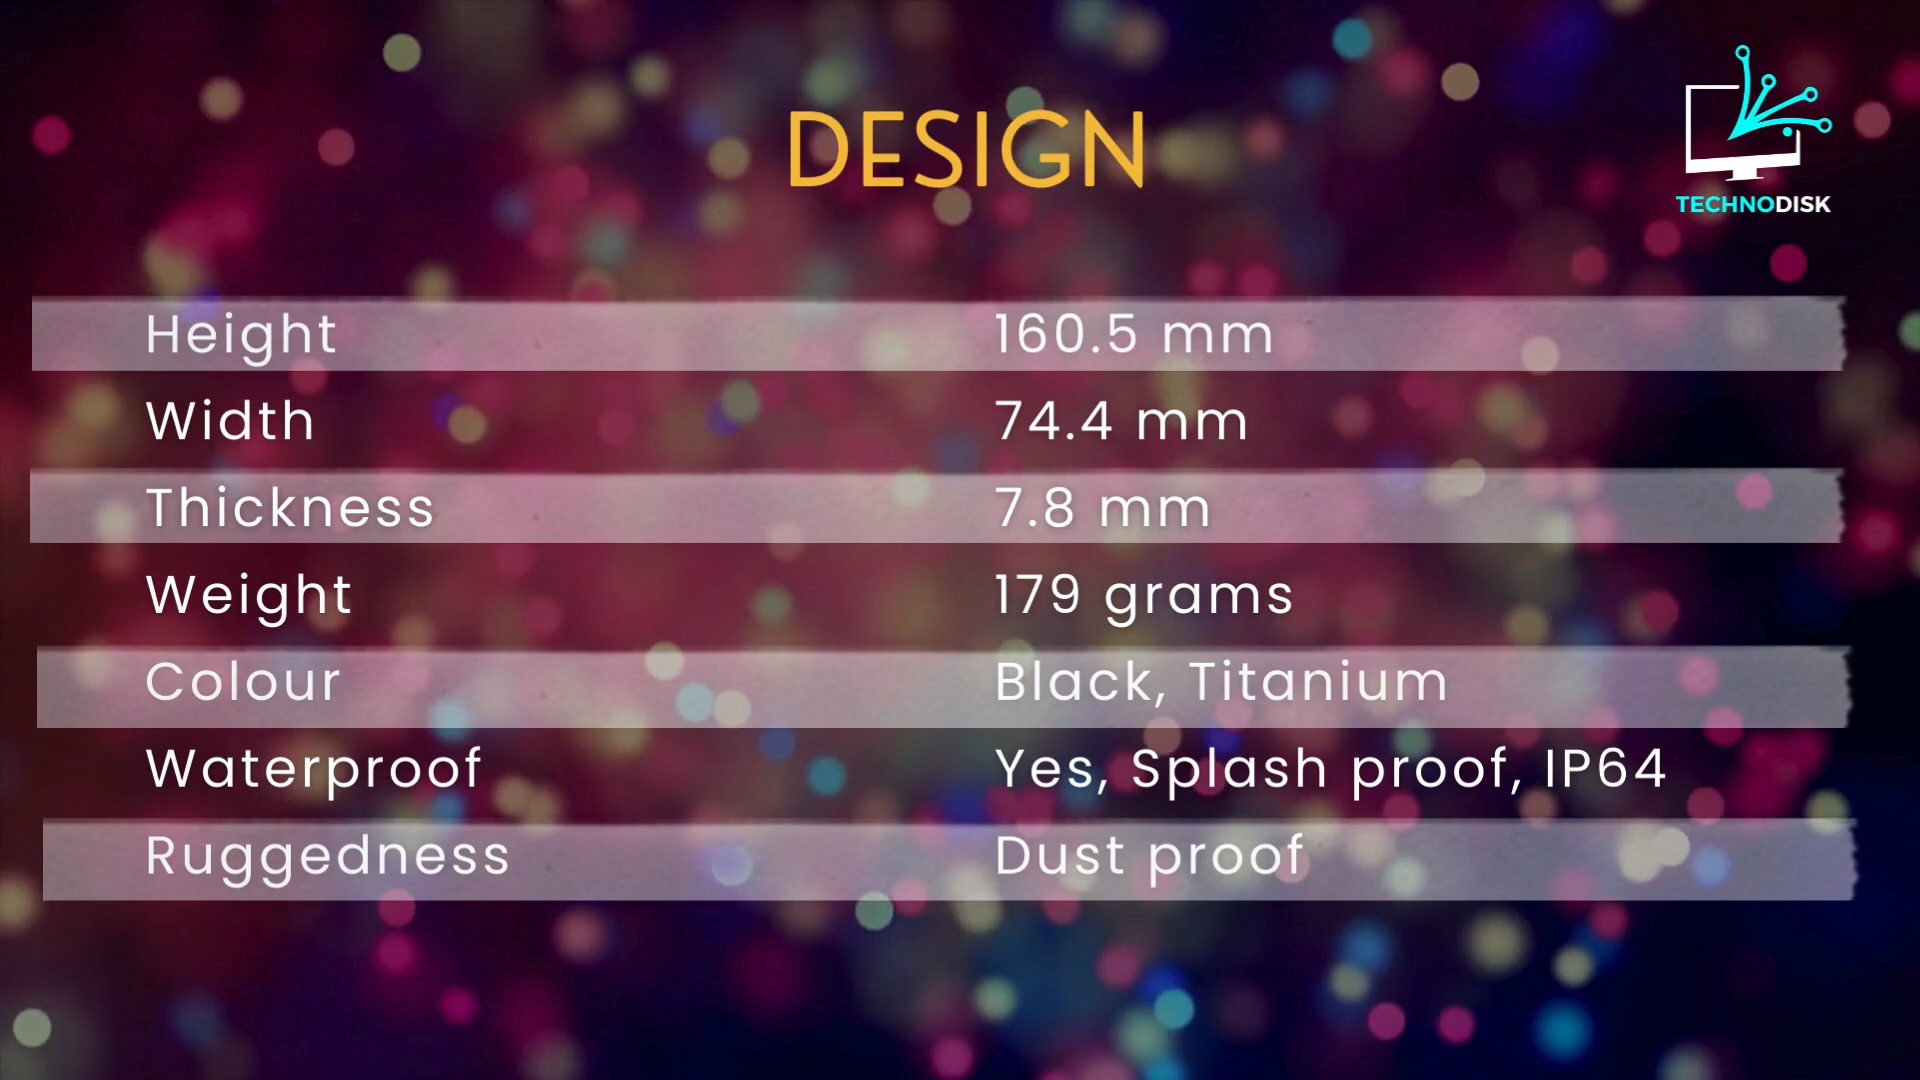 DESIGN
TECHNODISK
Height 160.5 mm
Width 74.4 mm
Thickness 7.8 mm
Weight 179 grams
Colour Black, Titanium
Waterproof Yes, Splash proof, IP64
Ruggedness Dust proof